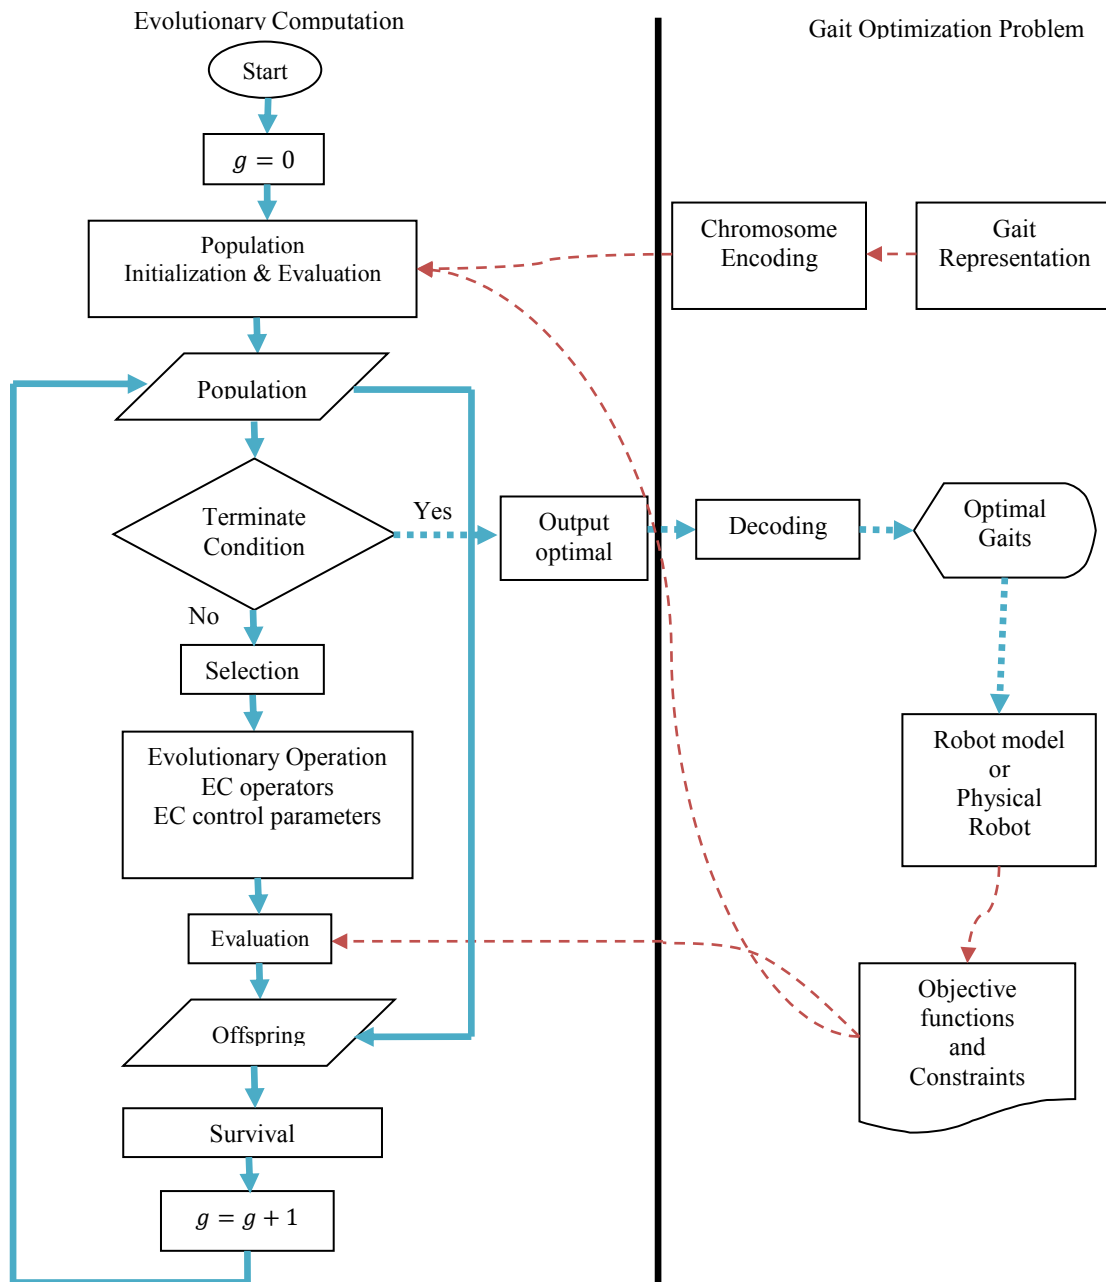 Evolutionary Computation
Gait Optimization Problem
Start
g = 0
Population
Initialization & Evaluation
Chromosome
Encoding
Gait
Representation
Population
Terminate
Condition
Yes
No
Output
optimal
Decoding
Optimal
Gaits
Selection
Evolutionary Operation
EC operators
EC control parameters
Robot model
or
Physical
Robot
Evaluation
Offspring
Objective
functions
and
Constraints
Survival
g = g + 1